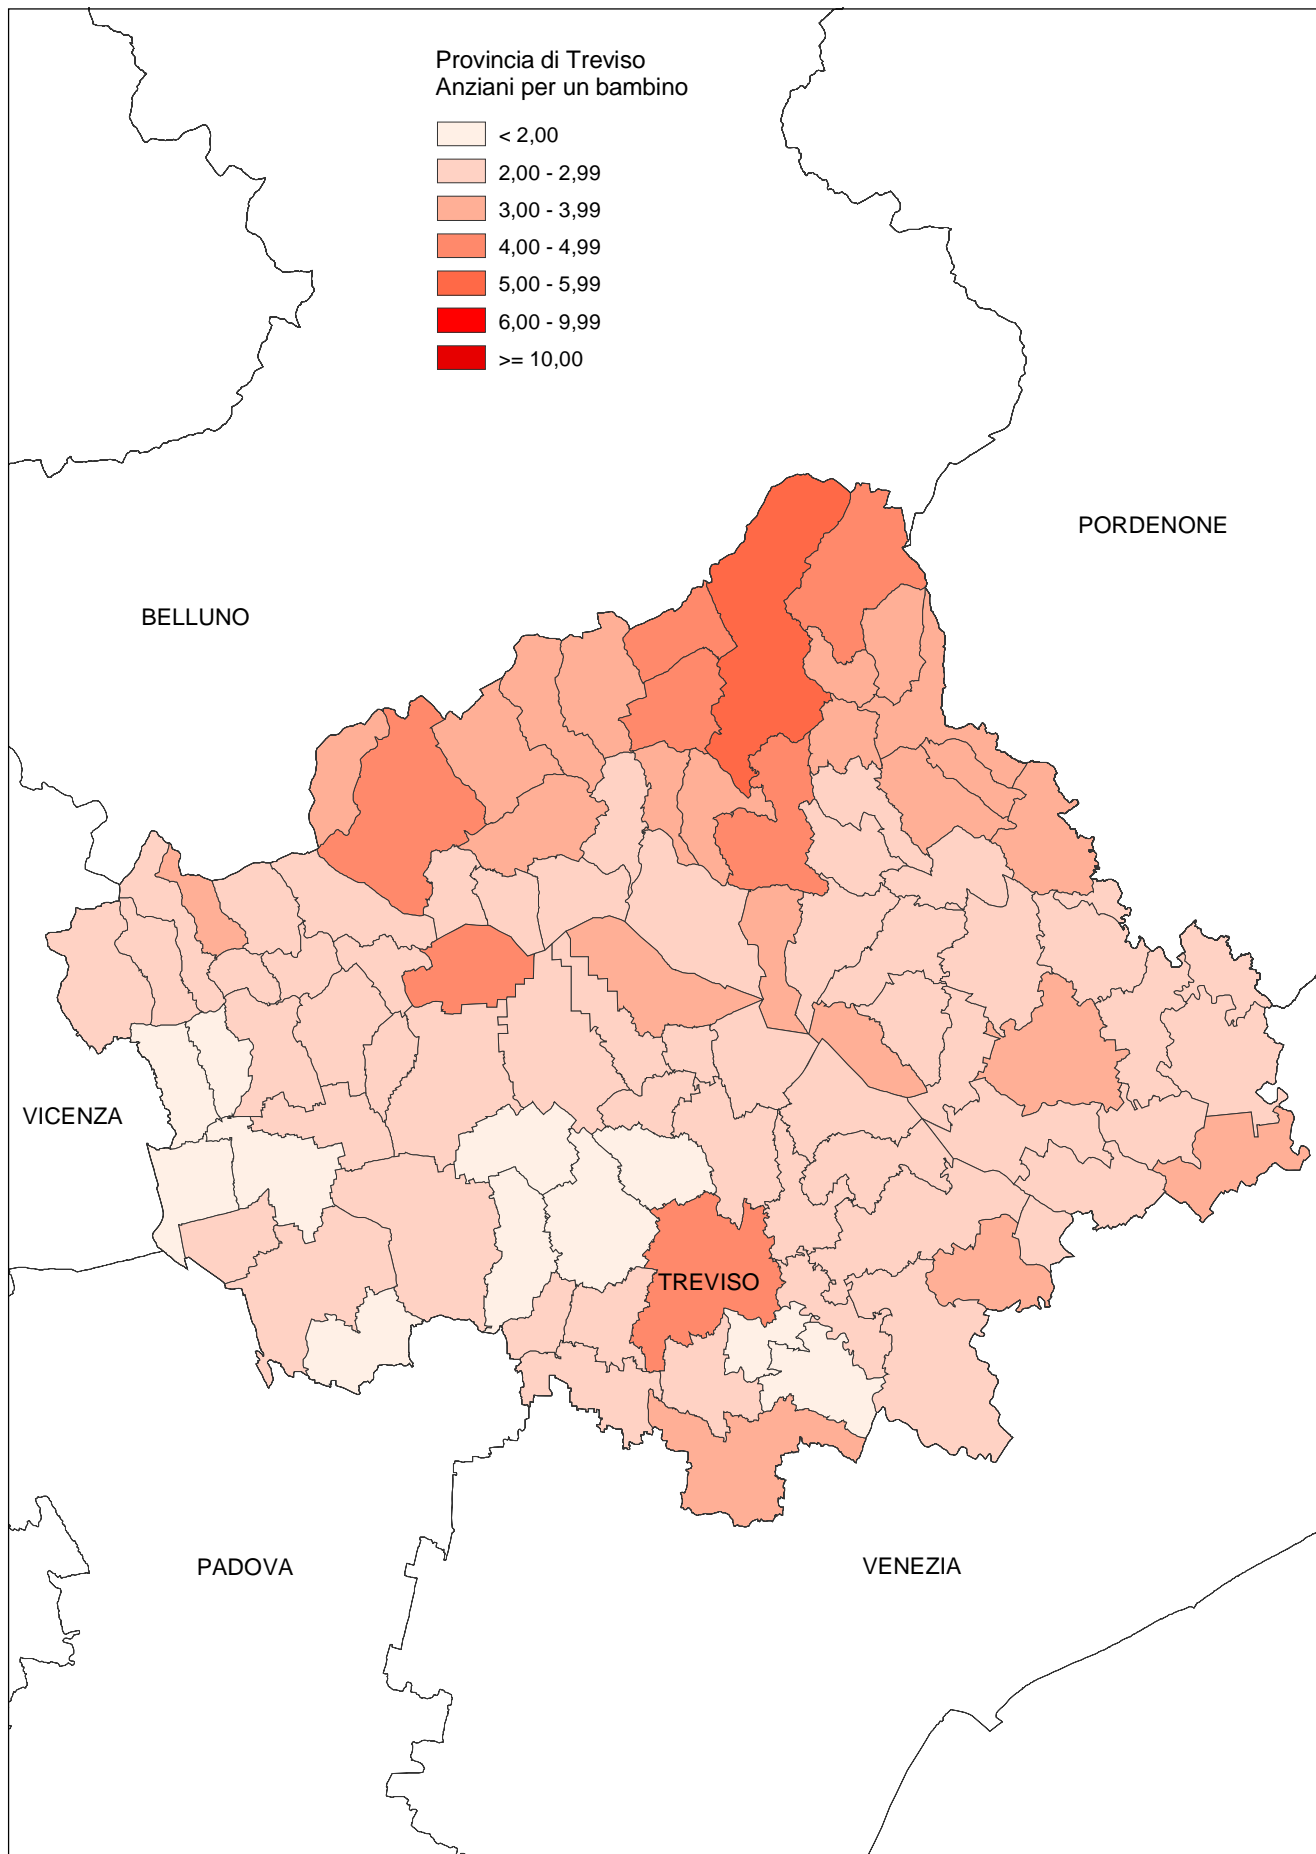 Provincia di Treviso
Anziani per un bambino
< 2,00
2,00 - 2,99
3,00 - 3,99
4,00 - 4,99
5,00 - 5,99
6,00 - 9,99
>= 10,00
PORDENONE
BELLUNO
VICENZA
TREVISO
PADOVA
VENEZIA